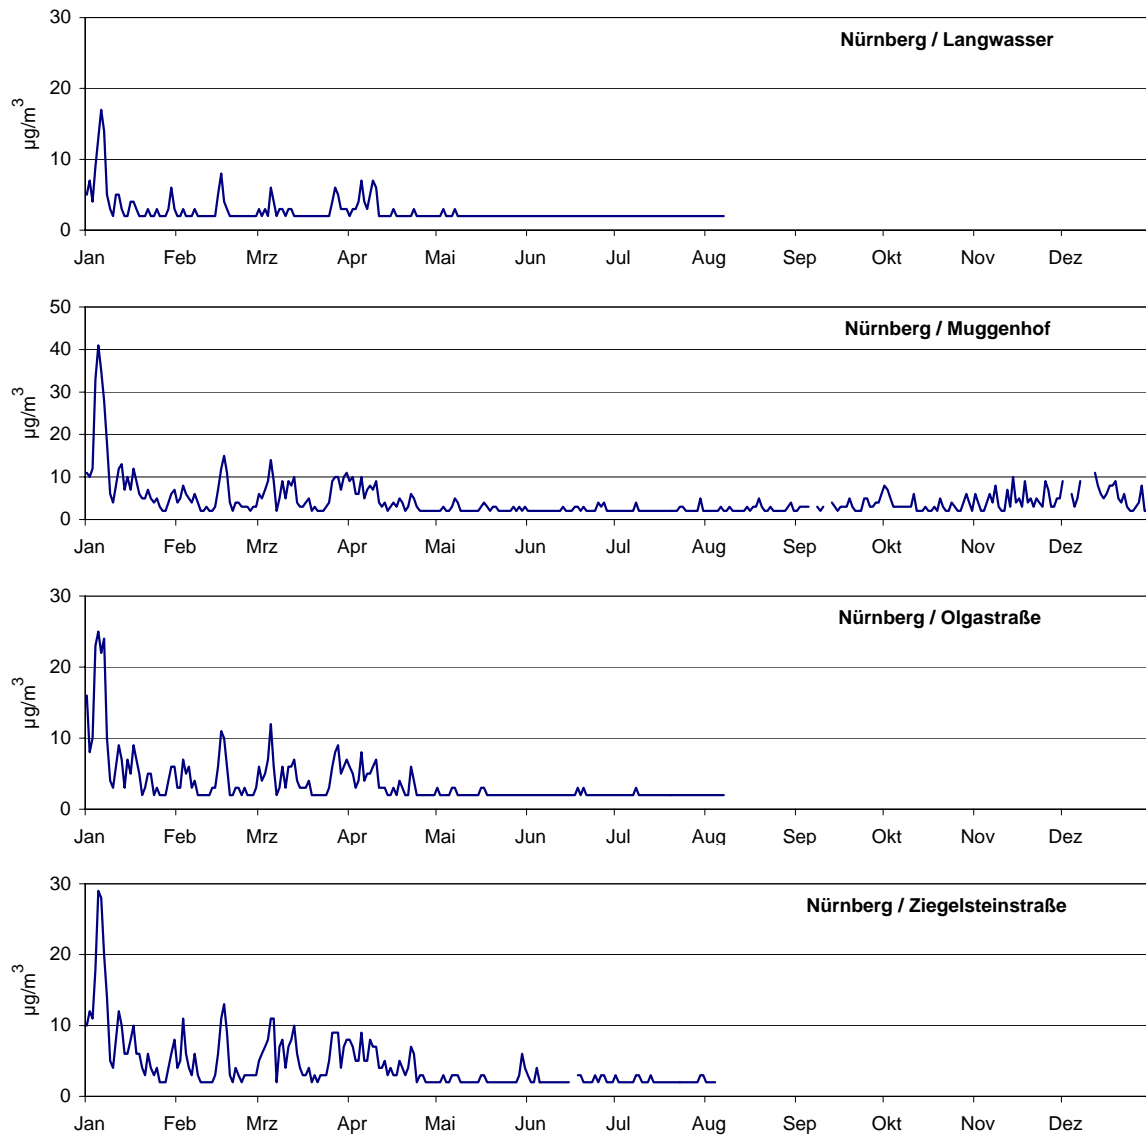 30
Nürnberg / Langwasser
20
µg/m³
10
0
Jan Feb Mrz Apr Mai Jun Jul Aug Sep Okt Nov Dez
50
Nürnberg / Muggenhof
40
30
µg/m³
20
10
0
Jan Feb Mrz Apr Mai Jun Jul Aug Sep Okt Nov Dez
30
Nürnberg / Olgastraße
20
µg/m³
10
0
Jan Feb Mrz Apr Mai Jun Jul Aug Sep Okt Nov Dez
30
Nürnberg / Ziegelsteinstraße
20
µg/m³
10
0
Jan Feb Mrz Apr Mai Jun Jul Aug Sep Okt Nov Dez